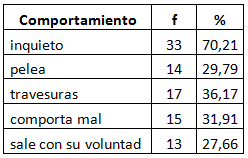 Comportamiento f %
inquieto 33 70,21
pelea 14 29,79
travesuras 17 36,17
comporta mal 15 31,91
sale con su voluntad 13 27,66